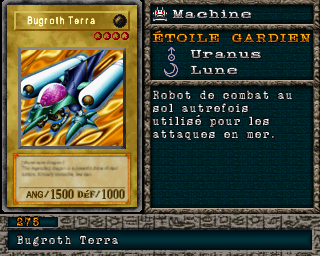 Bugroth Terra
ANG/1500 DéF/1000
Machine
ÉTOILE GARDIEN
Uranus
Lune
Robot de combat au
sol autrefois
utilisé pour les
attaques en mer.
275
Bugroth Terra